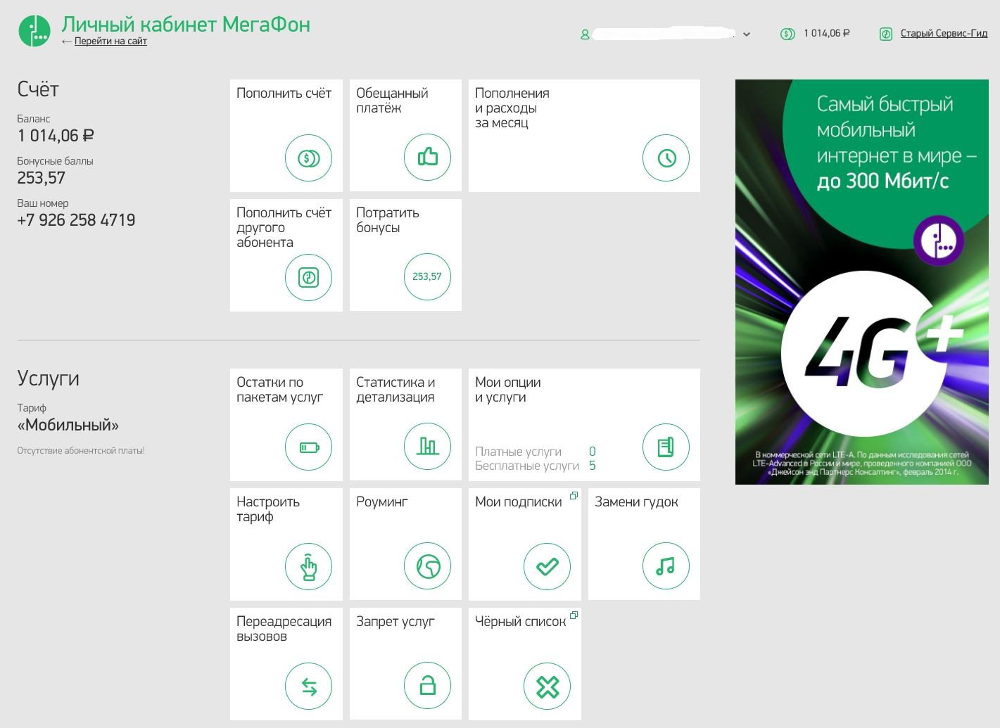 Личный кабинет МегаФон
← Перейти на сайт
1 014,06 ₽
Старый Сервис-Гид
Счёт
Баланс
1 014,06 ₽
Бонусные баллы
253,57
Ваш номер
+7 926 258 4719
Пополнить счёт
Обещанный
платёж
Пополнения
и расходы
за месяц
Пополнить счёт
другого
абонента
Потратить
бонусы
253,57
Самый быстрый
мобильный
интернет в мире –
до 300 Мбит/с
4G+
В коммерческой сети LTE-A. По данным исследования сетей
LTE-Advanced в России и мире, проведенного компанией ООО
«Джейсон энд Партнерс Консалтинг», февраль 2014 г.
Услуги
Тариф
«Мобильный»
Отсутствие абонентской платы!
Остатки по
пакетам услуг
Статистика и
детализация
Мои опции
и услуги
Платные услуги 0
Бесплатные услуги 5
Настроить
тариф
Роуминг
Мои подписки
Замени гудок
Переадресация
вызовов
Запрет услуг
Чёрный список